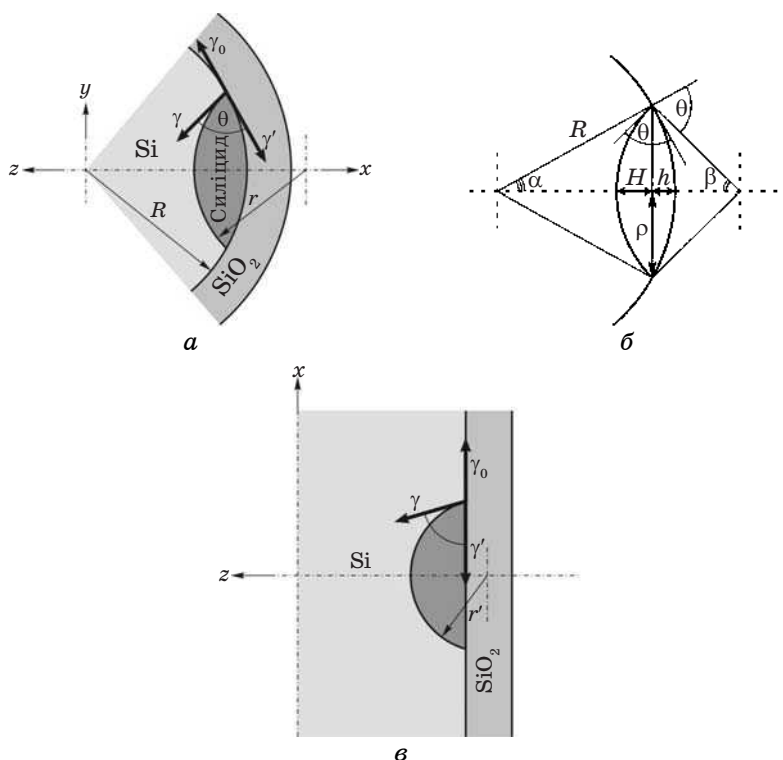 γ₀
y
γ
θ
γ′
Si
z
x
Силіцид
R
r
SiO₂
а
R
θ
θ
α
H
h
β
ρ
б
x
γ₀
γ
γ′
Si
z
r′
SiO₂
в